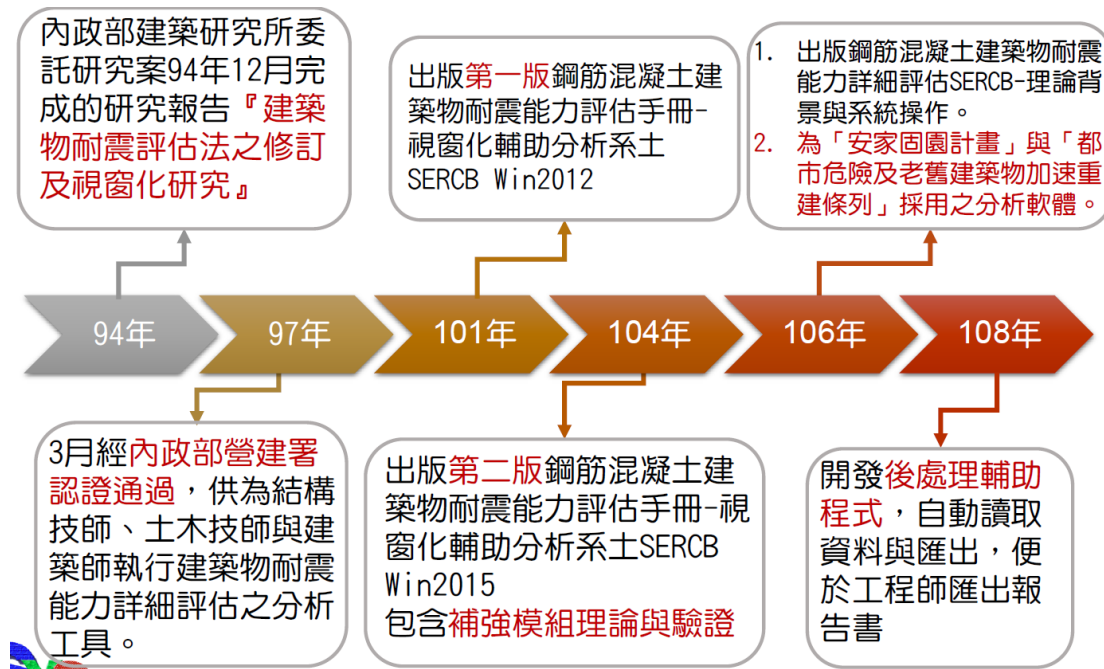 內政部建築研究所委
託研究案94年12月完
成的研究報告『建築
物耐震評估法之修訂
及視窗化研究』
出版第一版鋼筋混凝土建
築物耐震能力評估手冊-
視窗化輔助分析系土
SERCB Win2012
1. 出版鋼筋混凝土建築物耐震
能力詳細評估SERCB-理論背
景與系統操作。
2. 為「安家固園計畫」與「都
市危險及老舊建築物加速重
建條列」採用之分析軟體。
94年
97年
101年
104年
106年
108年
3月經內政部營建署
認證通過，供為結構
技師、土木技師與建
築師執行建築物耐震
能力詳細評估之分析
工具。
出版第二版鋼筋混凝土建
築物耐震能力評估手冊-視
窗化輔助分析系土SERCB
Win2015
包含補強模組理論與驗證
開發後處理輔助
程式，自動讀取
資料與匯出，便
於工程師匯出報
告書